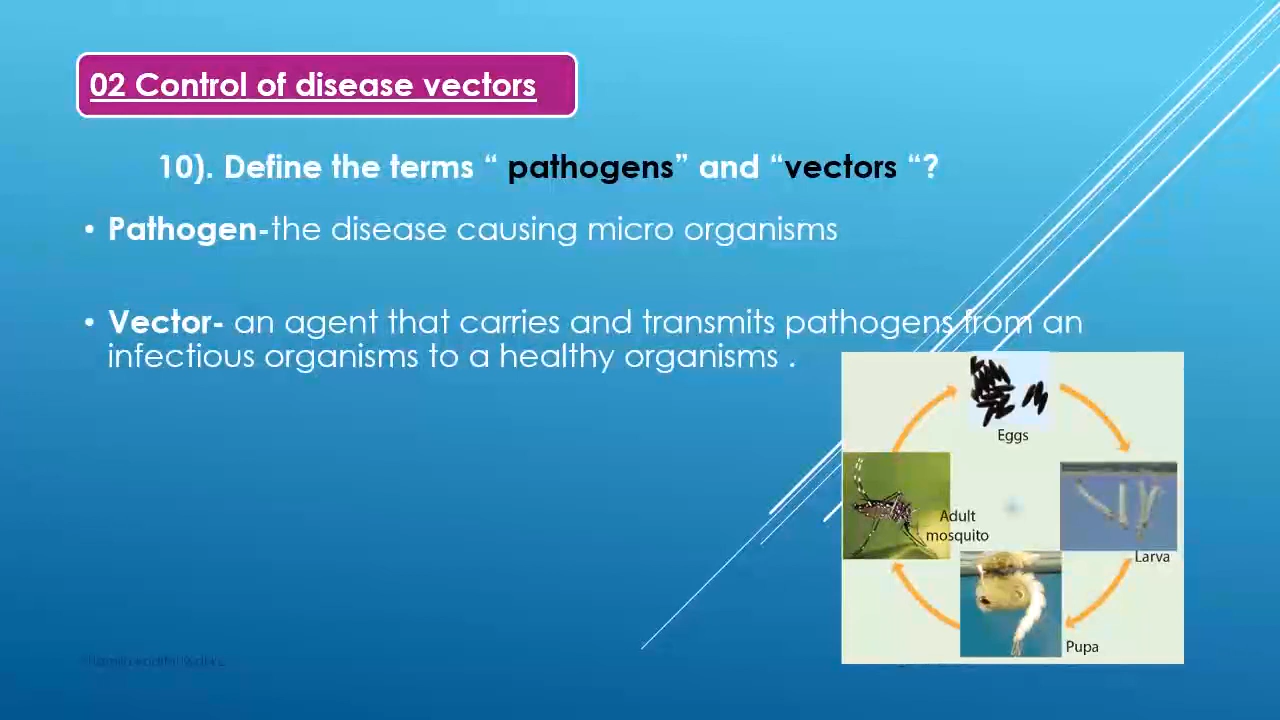 02 Control of disease vectors
10). Define the terms “ pathogens” and “vectors “?
• Pathogen-the disease causing micro organisms
• Vector- an agent that carries and transmits pathogens from an
infectious organisms to a healthy organisms .
Eggs
Adult
mosquito
Larva
Pupa